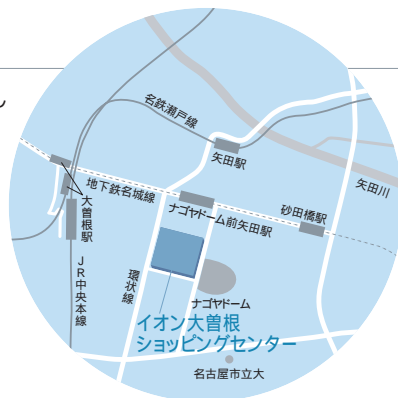 ん
名鉄瀬戸線
矢田駅
矢田川
地下鉄名城線
大曽根駅
ナゴヤドーム前矢田駅
砂田橋駅
JR中央本線
環状線
ナゴヤドーム
イオン大曽根
ショッピングセンター
名古屋市立大